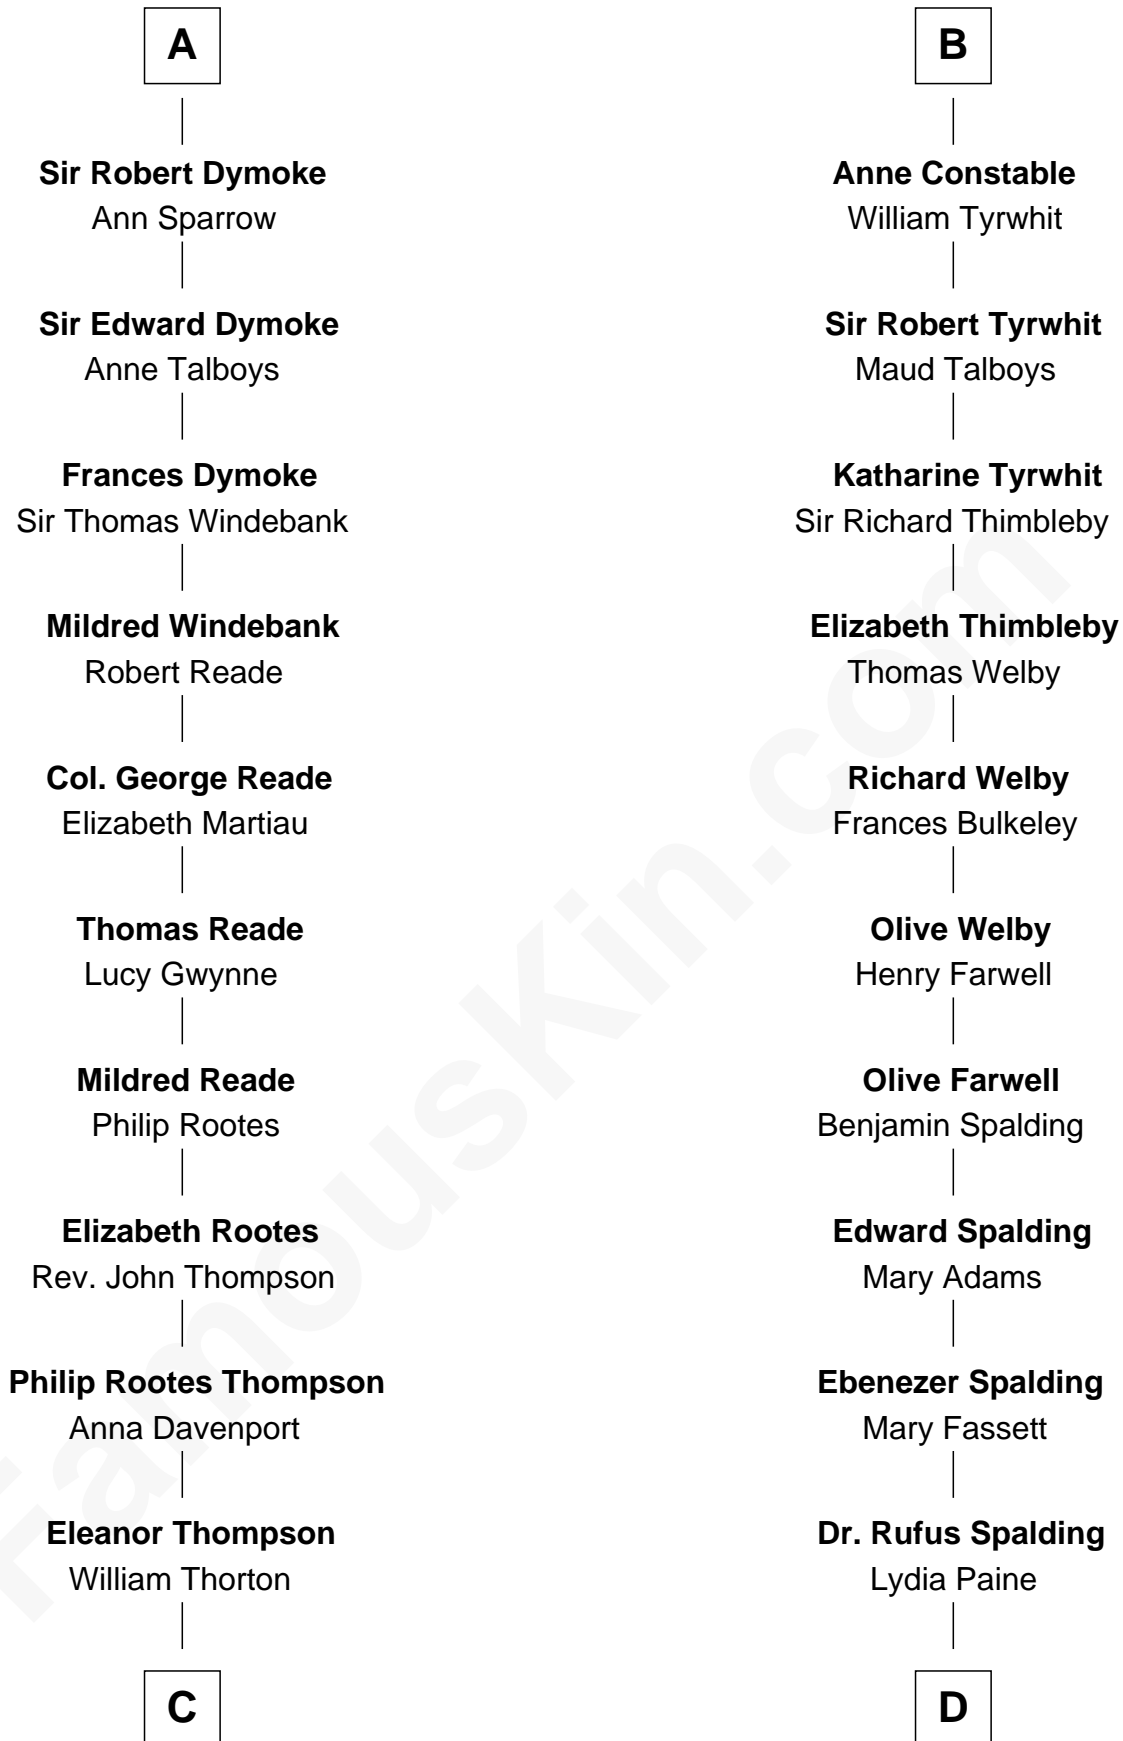 A
Sir Robert Dymoke
Ann Sparrow
Sir Edward Dymoke
Anne Talboys
Frances Dymoke
Sir Thomas Windebank
Mildred Windebank
Robert Reade
Col. George Reade
Elizabeth Martiau
Thomas Reade
Lucy Gwynne
Mildred Reade
Philip Rootes
Elizabeth Rootes
Rev. John Thompson
Philip Rootes Thompson
Anna Davenport
Eleanor Thompson
William Thorton
C
B
Anne Constable
William Tyrwhit
Sir Robert Tyrwhit
Maud Talboys
Katharine Tyrwhit
Sir Richard Thimbleby
Elizabeth Thimbleby
Thomas Welby
Richard Welby
Frances Bulkeley
Olive Welby
Henry Farwell
Olive Farwell
Benjamin Spalding
Edward Spalding
Mary Adams
Ebenezer Spalding
Mary Fassett
Dr. Rufus Spalding
Lydia Paine
D
FamousKin.com